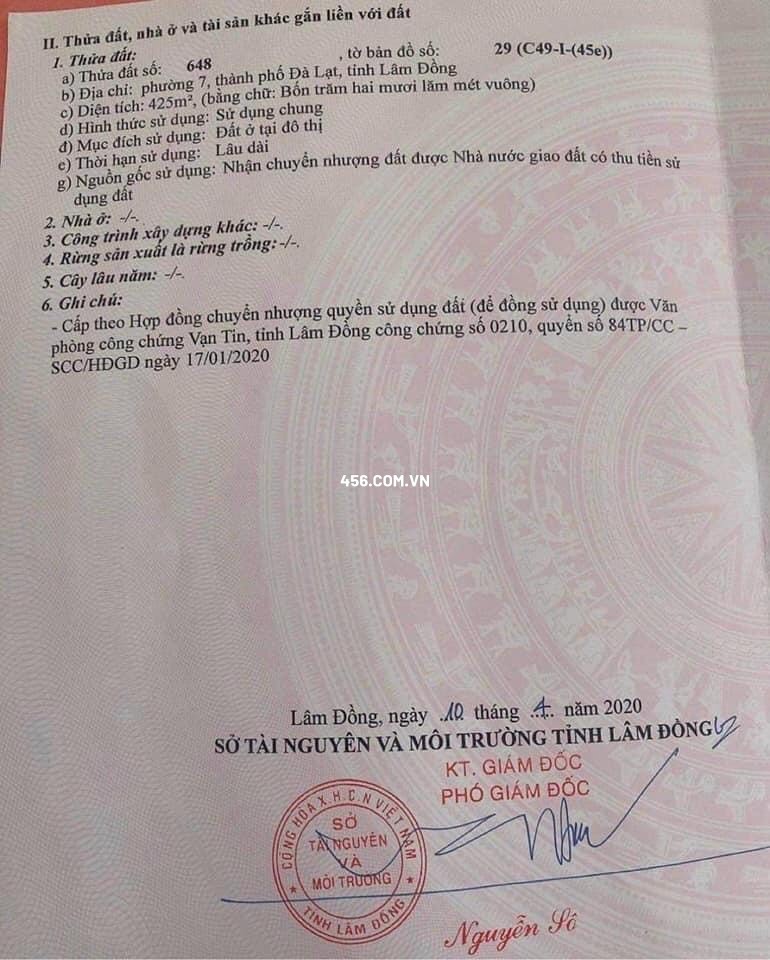 II. Thửa đất, nhà ở và tài sản khác gắn liền với đất
1. Thửa đất:
a) Thửa đất số: 648 , tờ bản đồ số: 29 (C49-I-(45e))
b) Địa chỉ: phường 7, thành phố Đà Lạt, tỉnh Lâm Đồng
c) Diện tích: 425m², (bằng chữ: Bốn trăm hai mươi lăm mét vuông)
d) Hình thức sử dụng: Sử dụng chung
đ) Mục đích sử dụng: Đất ở tại đô thị
e) Thời hạn sử dụng: Lâu dài
g) Nguồn gốc sử dụng: Nhận chuyển nhượng đất được Nhà nước giao đất có thu tiền sử
dụng đất
2. Nhà ở: -/-.
3. Công trình xây dựng khác: -/-.
4. Rừng sản xuất là rừng trồng: -/-.
5. Cây lâu năm: -/-.
6. Ghi chú:
- Cấp theo Hợp đồng chuyển nhượng quyền sử dụng đất (để đồng sử dụng) được Văn
phòng công chứng Vạn Tin, tỉnh Lâm Đồng công chứng số 0210, quyển số 84TP/CC –
SCC/HĐGD ngày 17/01/2020
456.COM.VN
Lâm Đồng, ngày 10 tháng 4 năm 2020
SỞ TÀI NGUYÊN VÀ MÔI TRƯỜNG TỈNH LÂM ĐỒNG
KT. GIÁM ĐỐC
PHÓ GIÁM ĐỐC
CỘNG HÒA X.H.C.N VIỆT NAM
SỞ
TÀI NGUYÊN
VÀ
MÔI TRƯỜNG
TỈNH LÂM ĐỒNG
Nguyễn Số